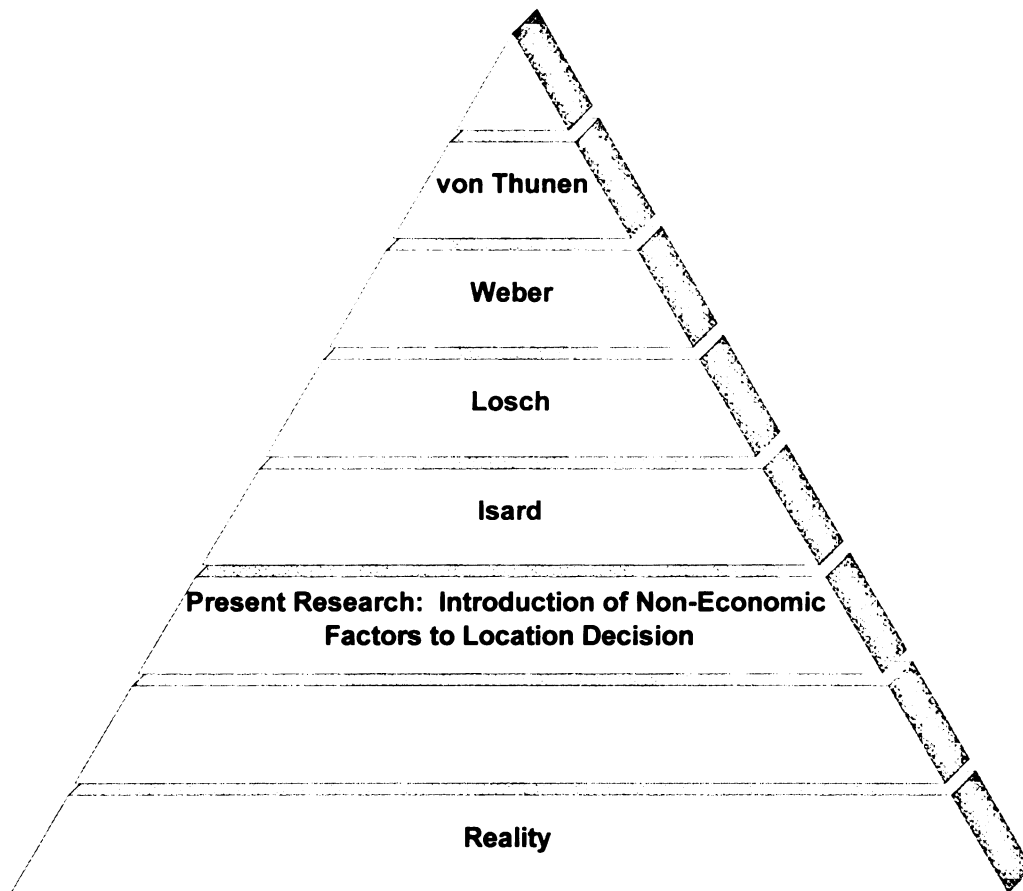 von Thunen
Weber
Losch
Isard
Present Research: Introduction of Non-Economic
Factors to Location Decision
Reality